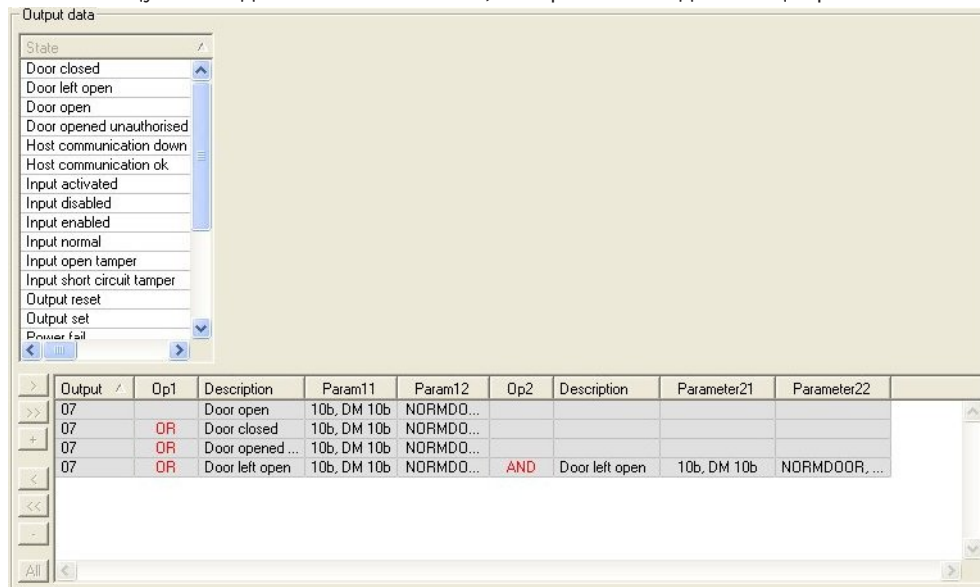 Output data
State
Door closed
Door left open
Door open
Door opened unauthorised
Host communication down
Host communication ok
Input activated
Input disabled
Input enabled
Input normal
Input open tamper
Input short circuit tamper
Output reset
Output set
Power fail
> Output Op1 Description Param11 Param12 Op2 Description Parameter21 Parameter22
>> 07 Door open 10b, DM 10b NORMDO...
07 OR Door closed 10b, DM 10b NORMDO...
+ 07 OR Door opened ... 10b, DM 10b NORMDO...
07 OR Door left open 10b, DM 10b NORMDO... AND Door left open 10b, DM 10b NORMDOOR, ...
<
<<
-
All